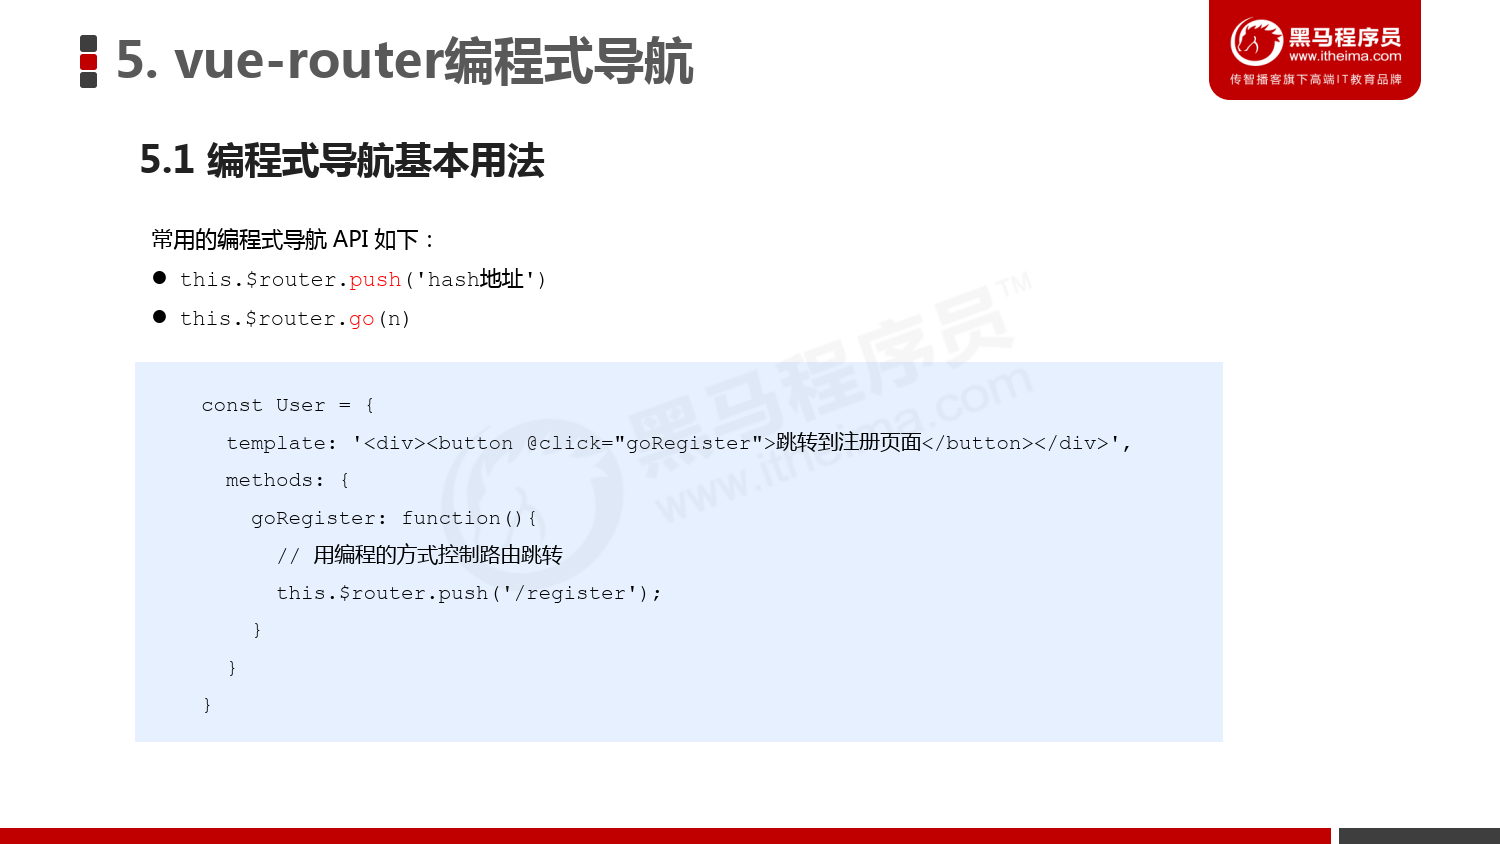 5. vue-router编程式导航
黑马程序员
www.itheima.com
传智播客旗下高端IT教育品牌
5.1 编程式导航基本用法
常用的编程式导航 API 如下：
● this.$router.push('hash地址')
● this.$router.go(n)
黑马程序员™
www.itheima.com
const User = {
  template: '<div><button @click="goRegister">跳转到注册页面</button></div>',
  methods: {
    goRegister: function(){
      // 用编程的方式控制路由跳转
      this.$router.push('/register');
    }
  }
}